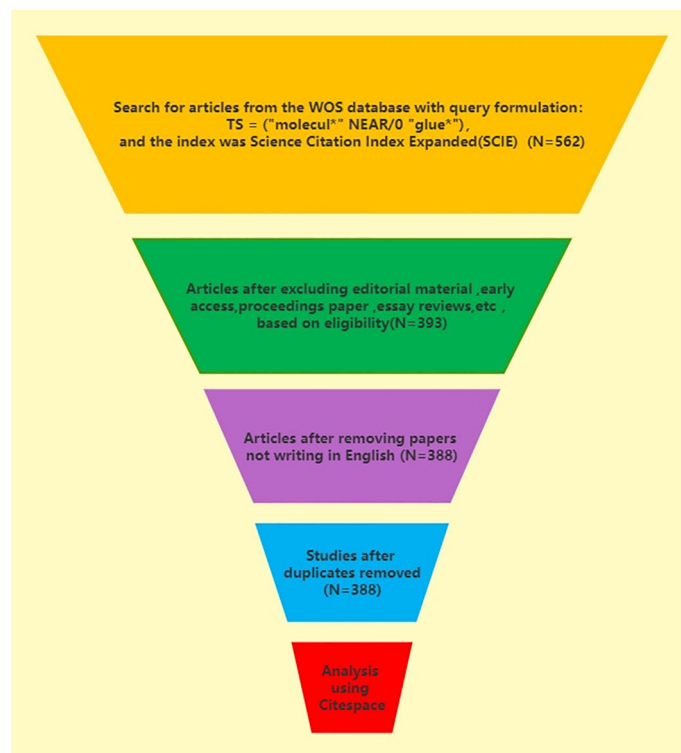 Search for articles from the WOS database with query formulation:
TS = ("molecul*" NEAR/0 "glue*"),
and the index was Science Citation Index Expanded(SCIE) (N=562)
Articles after excluding editorial material ,early
access,proceedings paper ,essay reviews,etc ,
based on eligibility(N=393)
Articles after removing papers
not writing in English (N=388)
Studies after
duplicates removed
(N=388)
Analysis
using
Citespace